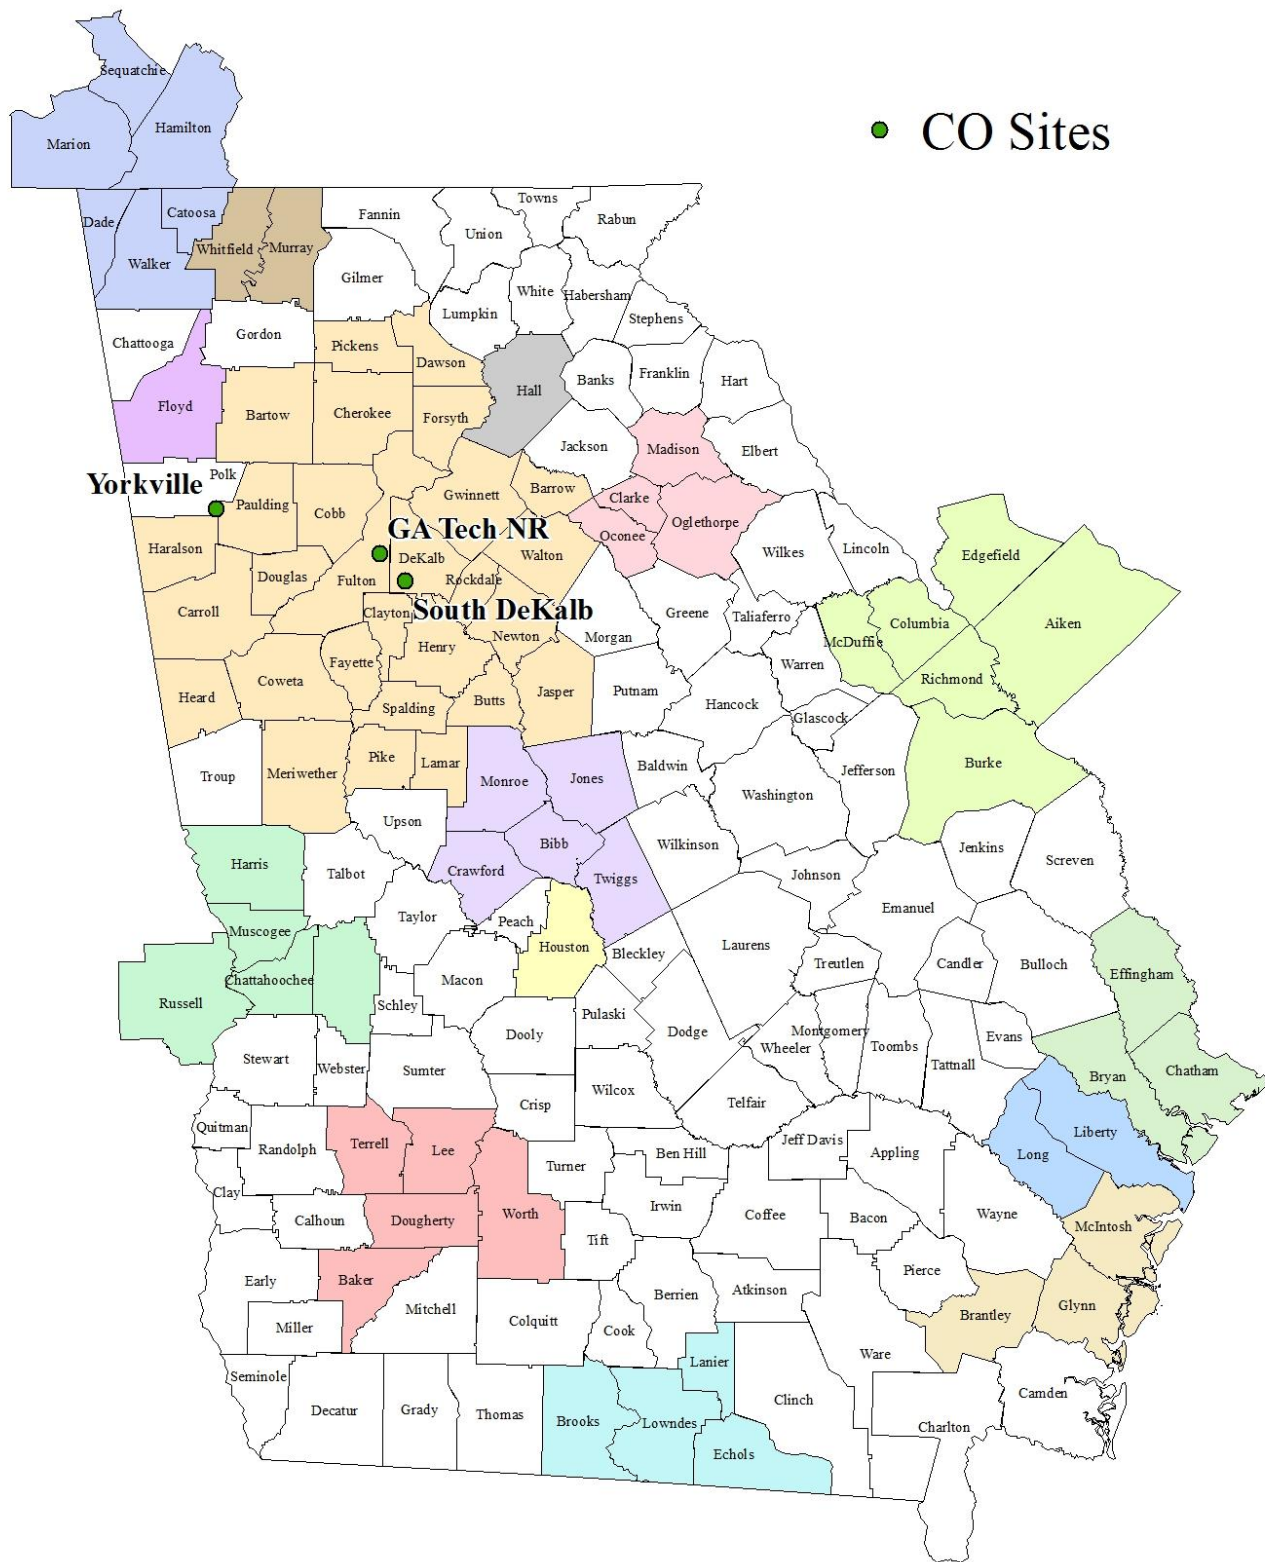 Sequatchie
CO Sites
Hamilton
Marion
Towns
Fannin
Rabun
Catoosa
Dade
Union
Whitfield
Murray
Walker
Gilmer
White
Habersham
Lumpkin
Stephens
Gordon
Chattooga
Pickens
Dawson
Franklin
Banks
Hart
Hall
Floyd
Cherokee
Bartow
Forsyth
Jackson
Madison
Elbert
Polk
Yorkville
Barrow
Gwinnett
Clarke
Paulding
Cobb
Oglethorpe
GA Tech NR
Oconee
Haralson
Lincoln
Wilkes
Edgefield
Walton
DeKalb
Douglas
Fulton
Rockdale
South DeKalb
Carroll
Clayton
Greene
Taliaferro
Columbia
Aiken
Newton
Morgan
McDuffie
Henry
Fayette
Warren
Coweta
Richmond
Heard
Butts
Jasper
Putnam
Spalding
Hancock
Glascock
Pike
Lamar
Baldwin
Burke
Troup
Meriwether
Monroe
Jones
Jefferson
Washington
Upson
Bibb
Wilkinson
Jenkins
Screven
Harris
Talbot
Crawford
Twiggs
Johnson
Emanuel
Taylor
Peach
Muscogee
Houston
Laurens
Bleckley
Treutlen
Candler
Bulloch
Effingham
Chattahoochee
Macon
Russell
Schley
Pulaski
Dooly
Dodge
Montgomery
Evans
Toombs
Wheeler
Stewart
Webster
Sumter
Tattnall
Chatham
Bryan
Wilcox
Crisp
Telfair
Quitman
Liberty
Terrell
Lee
Randolph
Jeff Davis
Appling
Ben Hill
Long
Turner
Clay
Calhoun
Dougherty
Worth
Irwin
Coffee
Bacon
Wayne
McIntosh
Tift
Early
Baker
Pierce
Atkinson
Berrien
Mitchell
Miller
Colquitt
Cook
Brantley
Glynn
Ware
Lanier
Seminole
Camden
Clinch
Decatur
Grady
Thomas
Brooks
Lowndes
Charlton
Echols